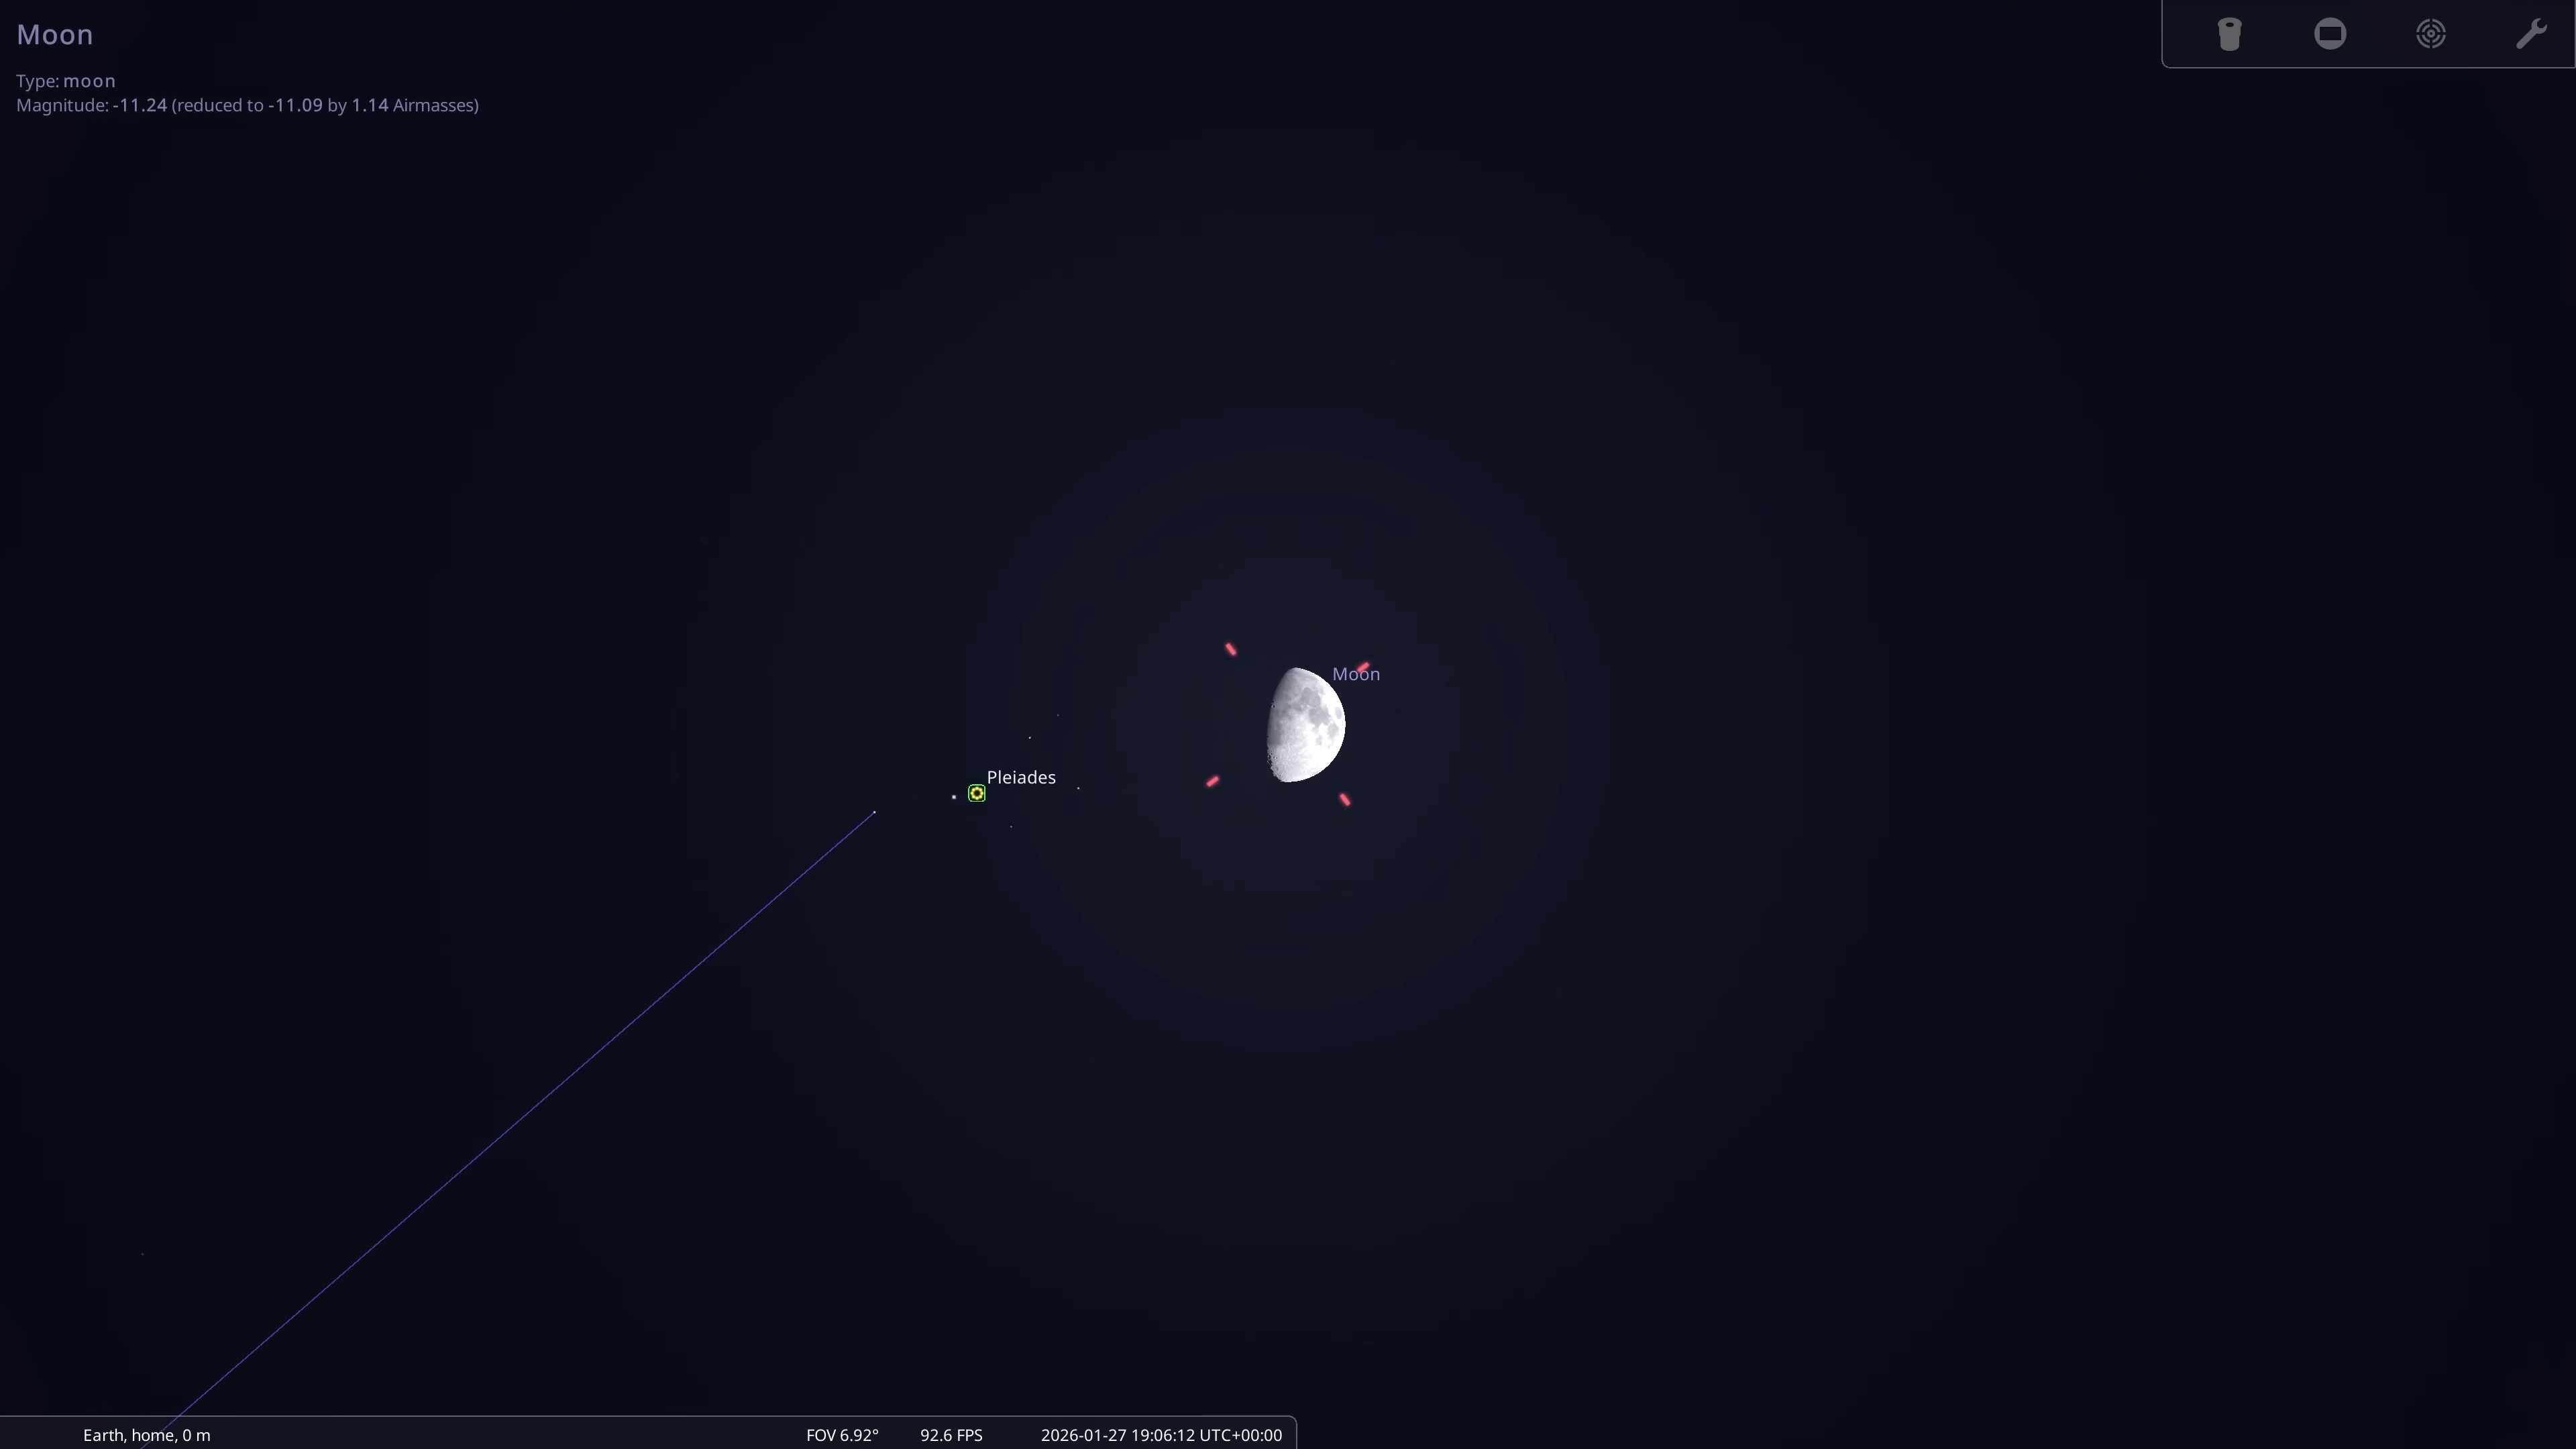 Moon
Type: moon
Magnitude: -11.24 (reduced to -11.09 by 1.14 Airmasses)
Moon
Pleiades
Earth, home, 0 m FOV 6.92° 92.6 FPS 2026-01-27 19:06:12 UTC+00:00